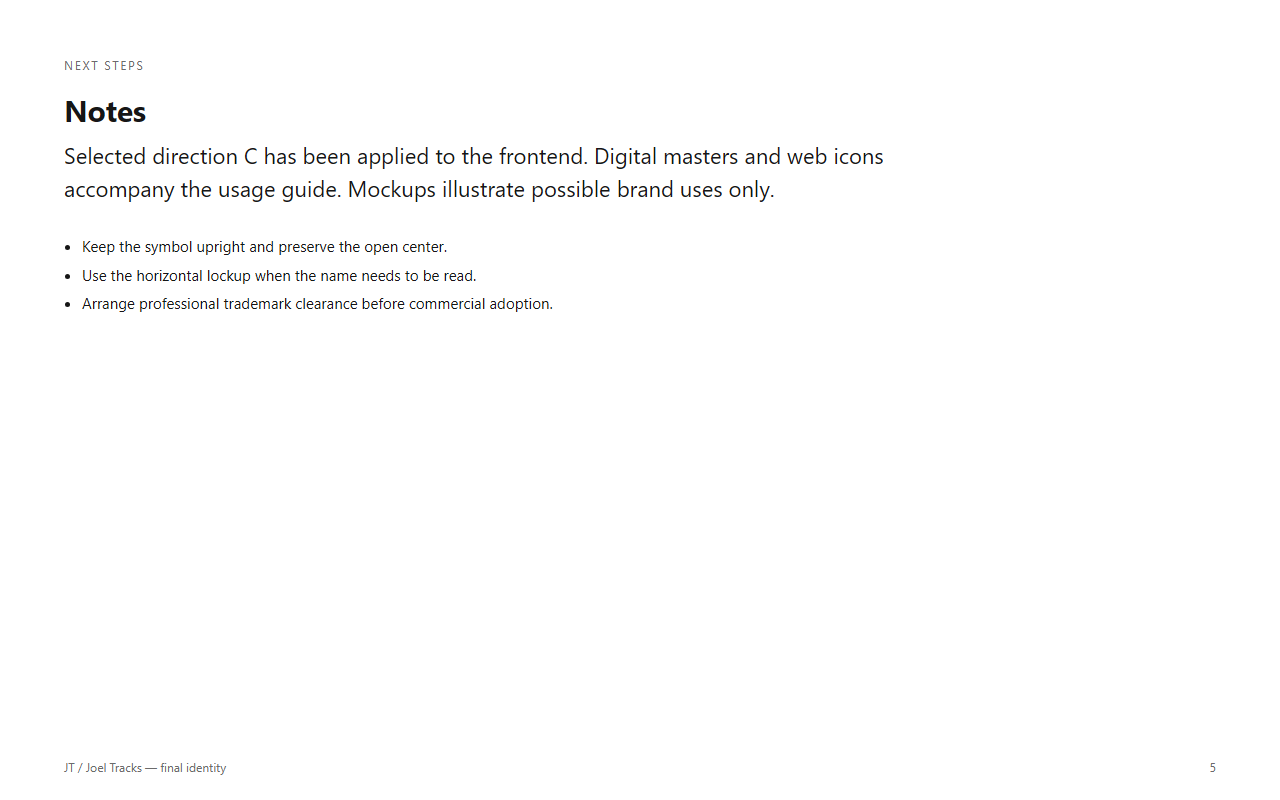 NEXT STEPS
Notes
Selected direction C has been applied to the frontend. Digital masters and web icons
accompany the usage guide. Mockups illustrate possible brand uses only.
• Keep the symbol upright and preserve the open center.
• Use the horizontal lockup when the name needs to be read.
• Arrange professional trademark clearance before commercial adoption.
JT / Joel Tracks — final identity
5